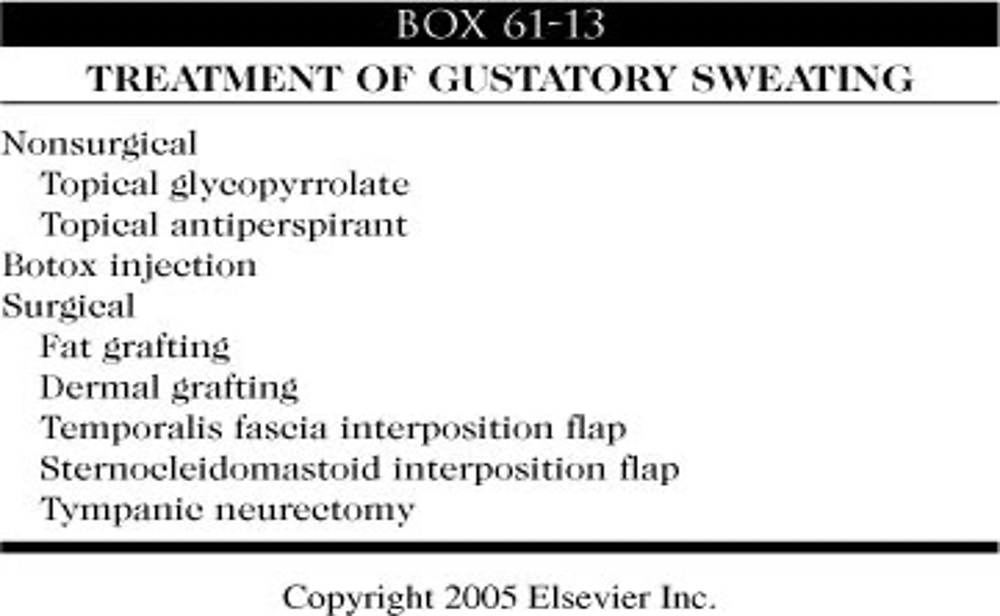 BOX 61-13
TREATMENT OF GUSTATORY SWEATING
Nonsurgical
Topical glycopyrrolate
Topical antiperspirant
Botox injection
Surgical
Fat grafting
Dermal grafting
Temporalis fascia interposition flap
Sternocleidomastoid interposition flap
Tympanic neurectomy
Copyright 2005 Elsevier Inc.